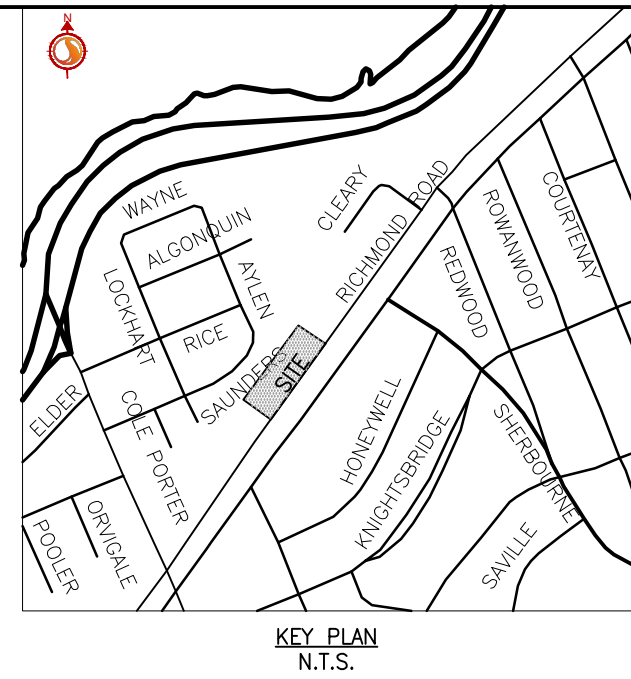 N
WAYNE
ALGONQUIN
CLEARY
RICHMOND ROAD
COURTENAY
ROWANWOOD
REDWOOD
AYLEN
LOCKHART
RICE
SAUNDERS
SITE
ELDER
COLE PORTER
HONEYWELL
KNIGHTSBRIDGE
SHERBOURNE
ORVIGALE
POOLER
SAVILLE
KEY PLAN
N.T.S.